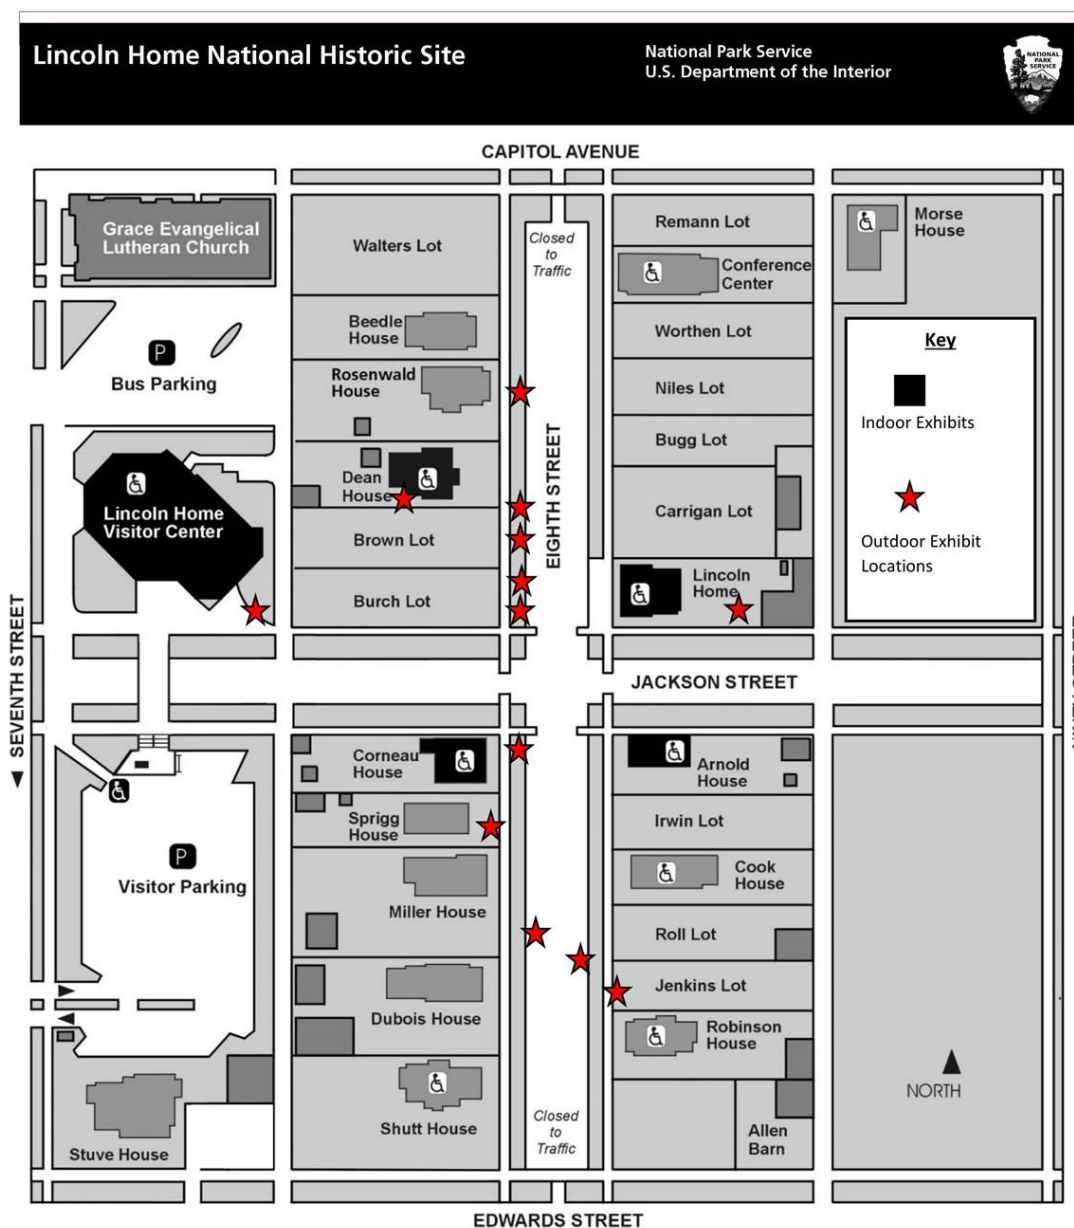 Lincoln Home National Historic Site
National Park Service
U.S. Department of the Interior
NATIONAL
PARK
SERVICE
CAPITOL AVENUE
Grace Evangelical
Lutheran Church
Walters Lot
Closed
to
Traffic
Remann Lot
Morse
House
Conference
Center
Beedle
House
Worthen Lot
Key
P
Bus Parking
Rosenwald
House
Niles Lot
Indoor Exhibits
Bugg Lot
Dean
House
EIGHTH STREET
Lincoln Home
Visitor Center
Brown Lot
Carrigan Lot
Outdoor Exhibit
Locations
Burch Lot
Lincoln
Home
SEVENTH STREET
JACKSON STREET
Corneau
House
Arnold
House
Sprigg
House
Irwin Lot
P
Visitor Parking
Cook
House
Miller House
Roll Lot
Jenkins Lot
Dubois House
Robinson
House
NORTH
Shutt House
Closed
to
Traffic
Allen
Barn
Stuve House
EDWARDS STREET